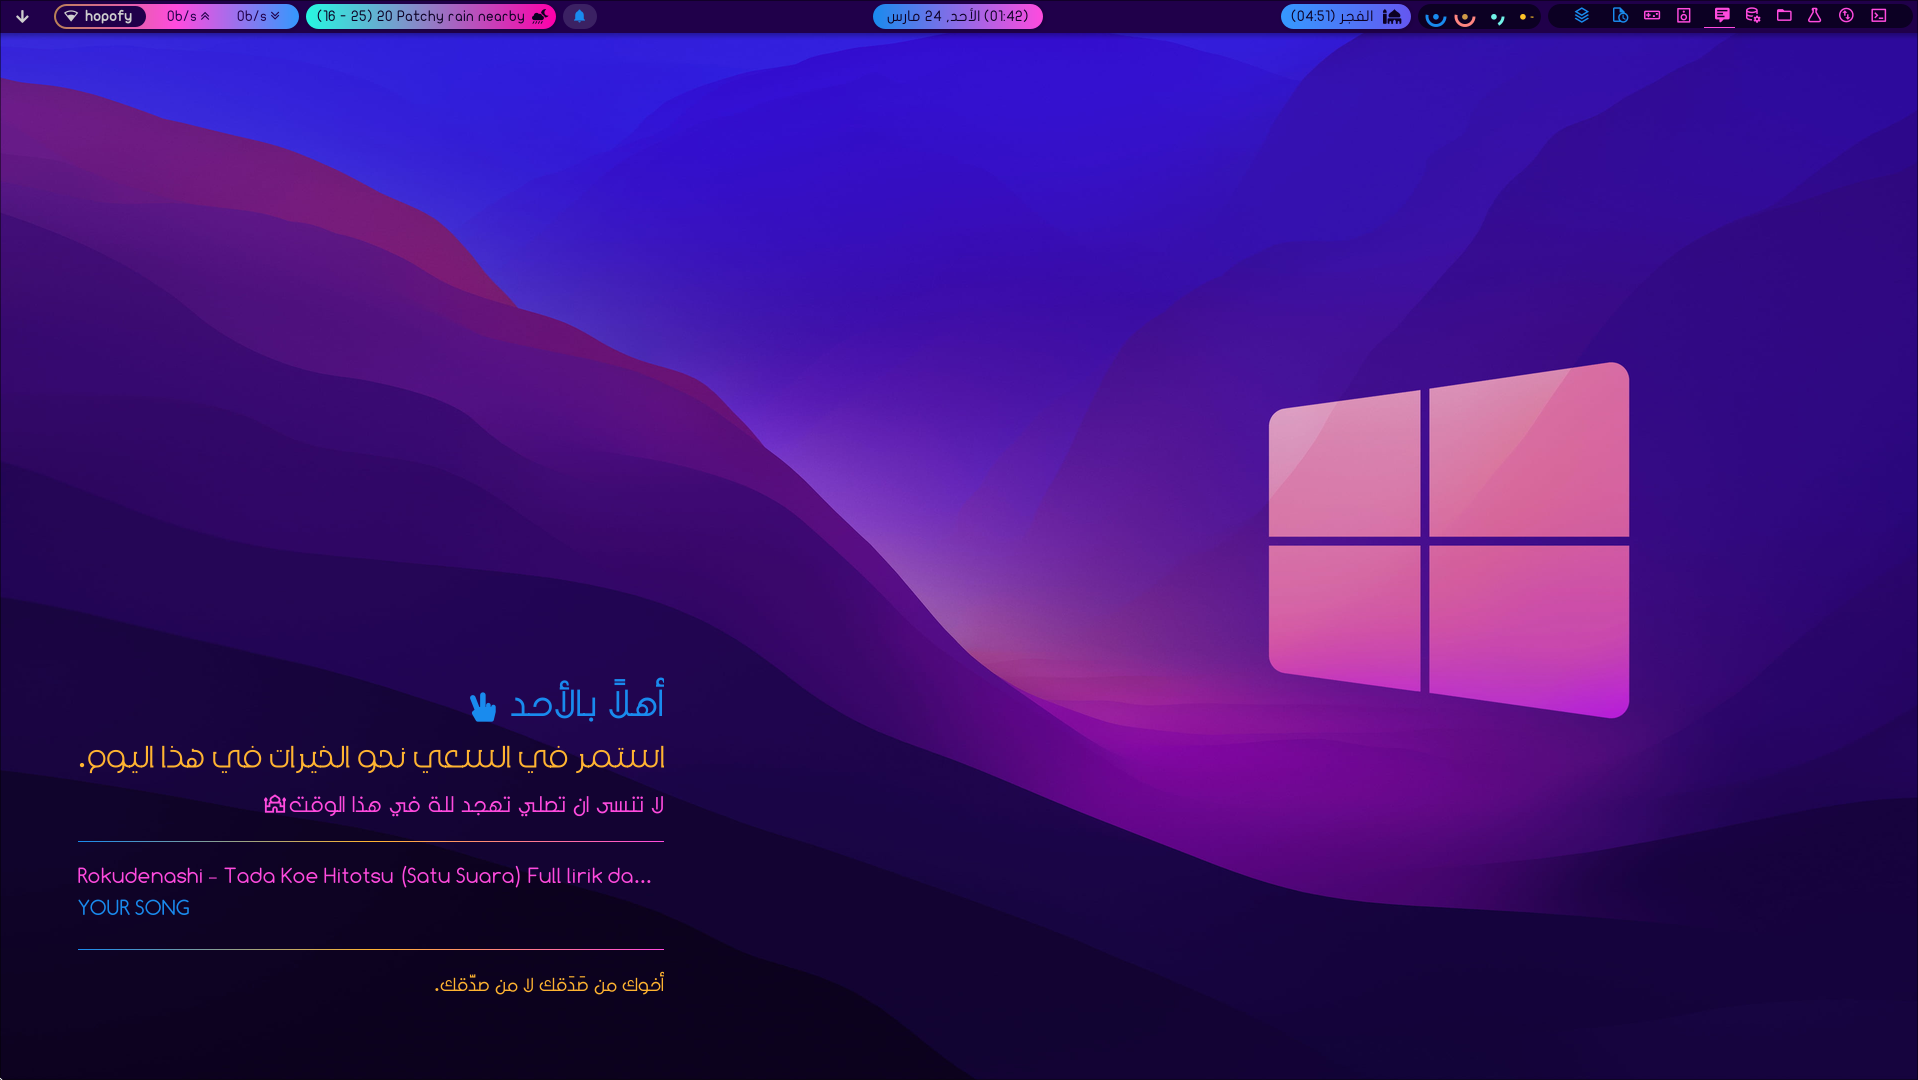 hopofy 0b/s 0b/s (16 - 25) 20 Patchy rain nearby
(01:42) الأحد, 24 مارس
الفجر (04:51)
أهلاً بالأحد
استمر في السعي نحو الخيرات في هذا اليوم.
لا تنسى ان تصلي تهجد للة في هذا الوقت
Rokudenashi - Tada Koe Hitotsu (Satu Suara) Full lirik da...
YOUR SONG
أخوك من صَدَقك لا من صدّقك.